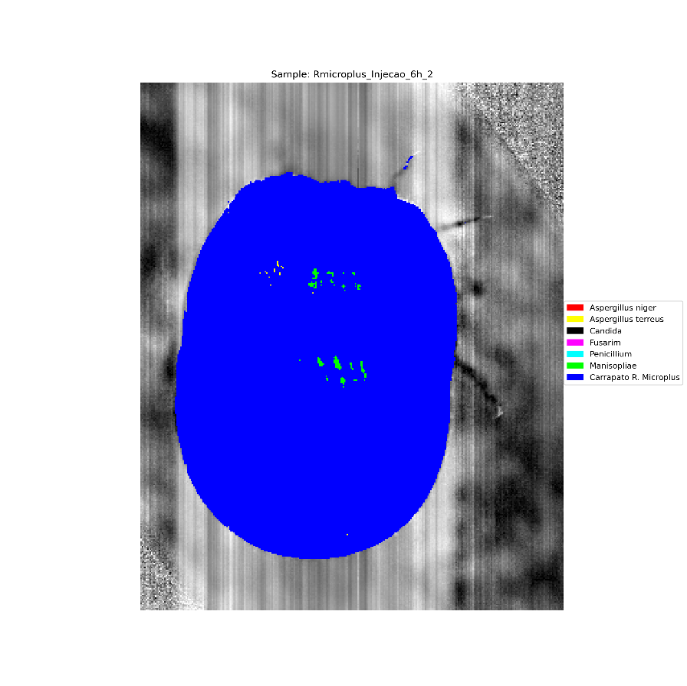 Sample: Rmicroplus_Injecao_6h_2
Aspergillus niger
Aspergillus terreus
Candida
Fusarim
Penicillium
Manisopliae
Carrapato R. Microplus